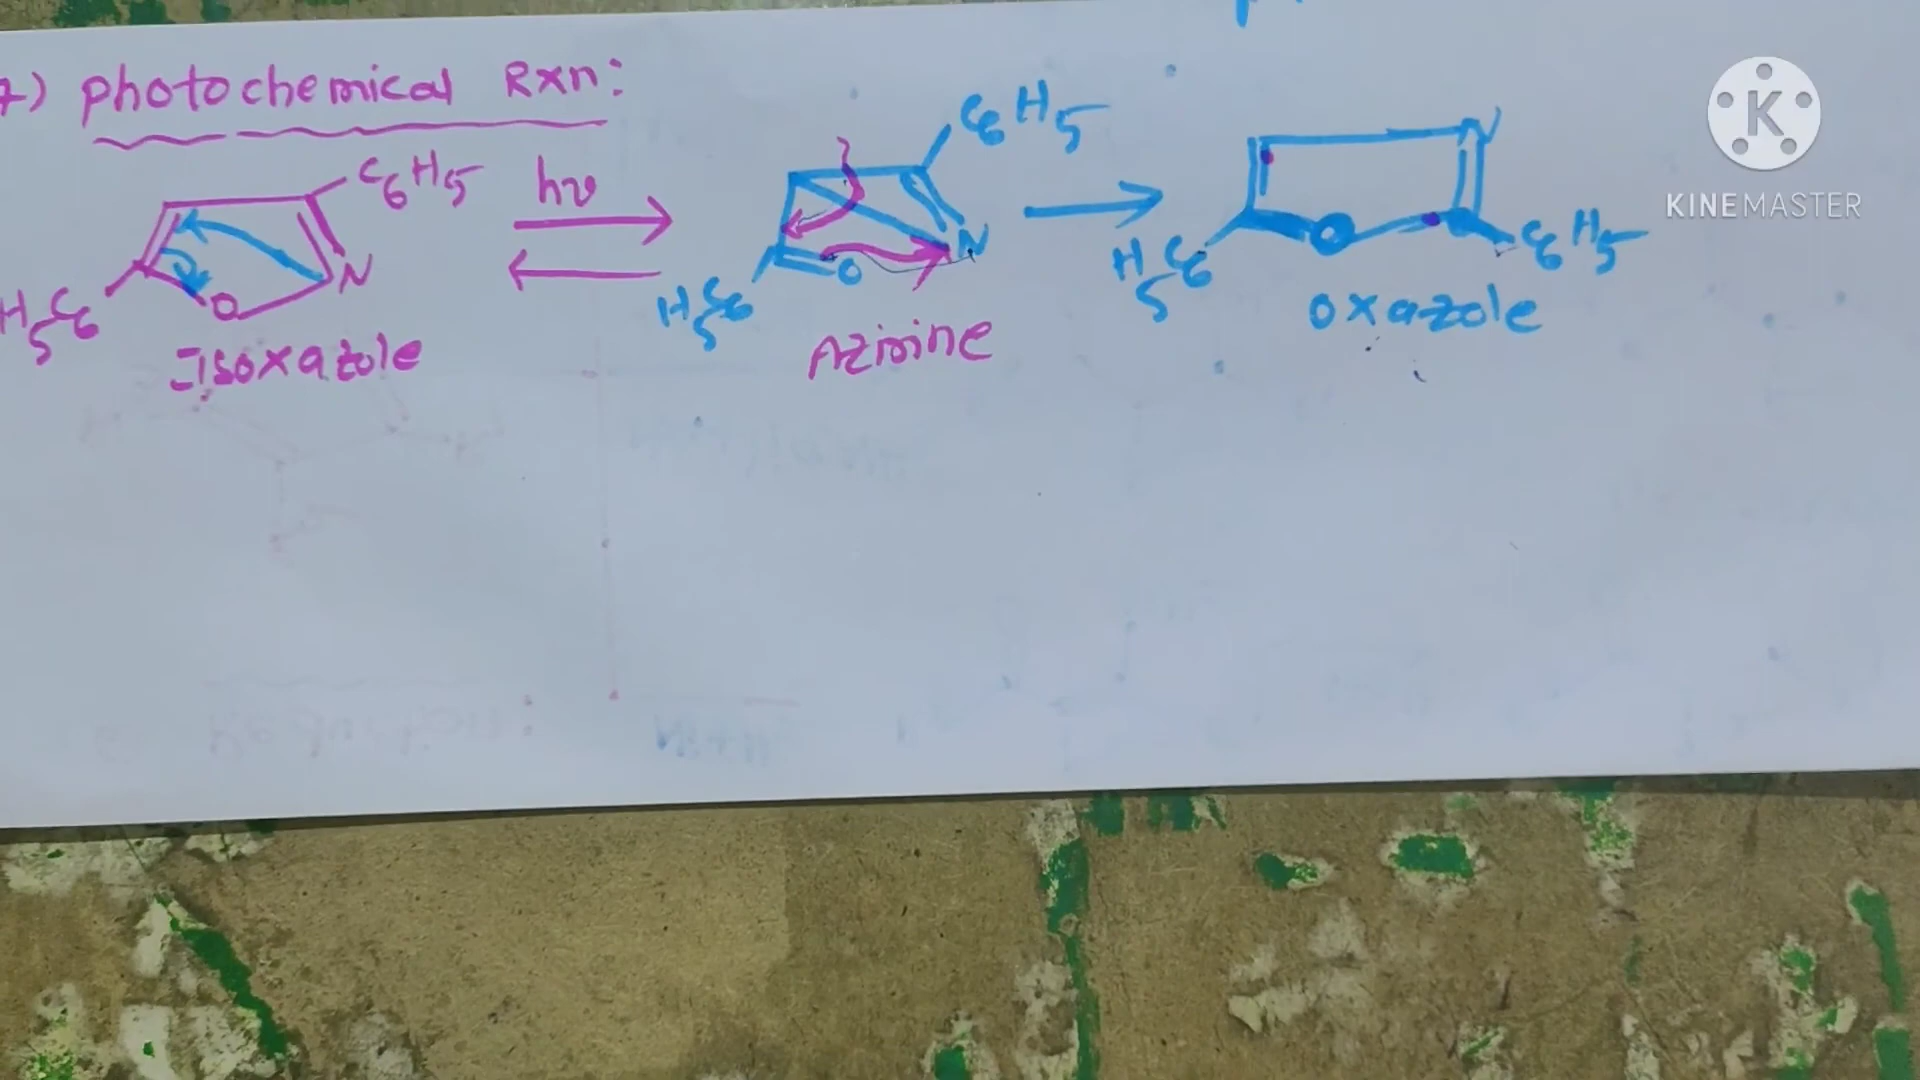 7) photochemical Rxn:
C6H5 hν C6H5 N
N N
H5C6 O H5C6 O H5C6 O C6H5
Isoxazole Azirine oxazole
K
KINEMASTER